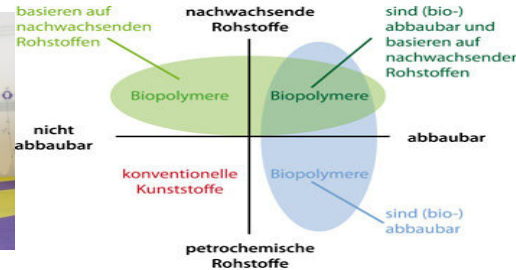 basieren auf
nachwachsenden
Rohstoffen
nachwachsende
Rohstoffe
sind (bio-)
abbaubar und
basieren auf
nachwachsender
Rohstoffen
Biopolymere
Biopolymere
nicht
abbaubar
abbaubar
konventionelle
Kunststoffe
Biopolymere
sind (bio-)
abbaubar
petrochemische
Rohstoffe